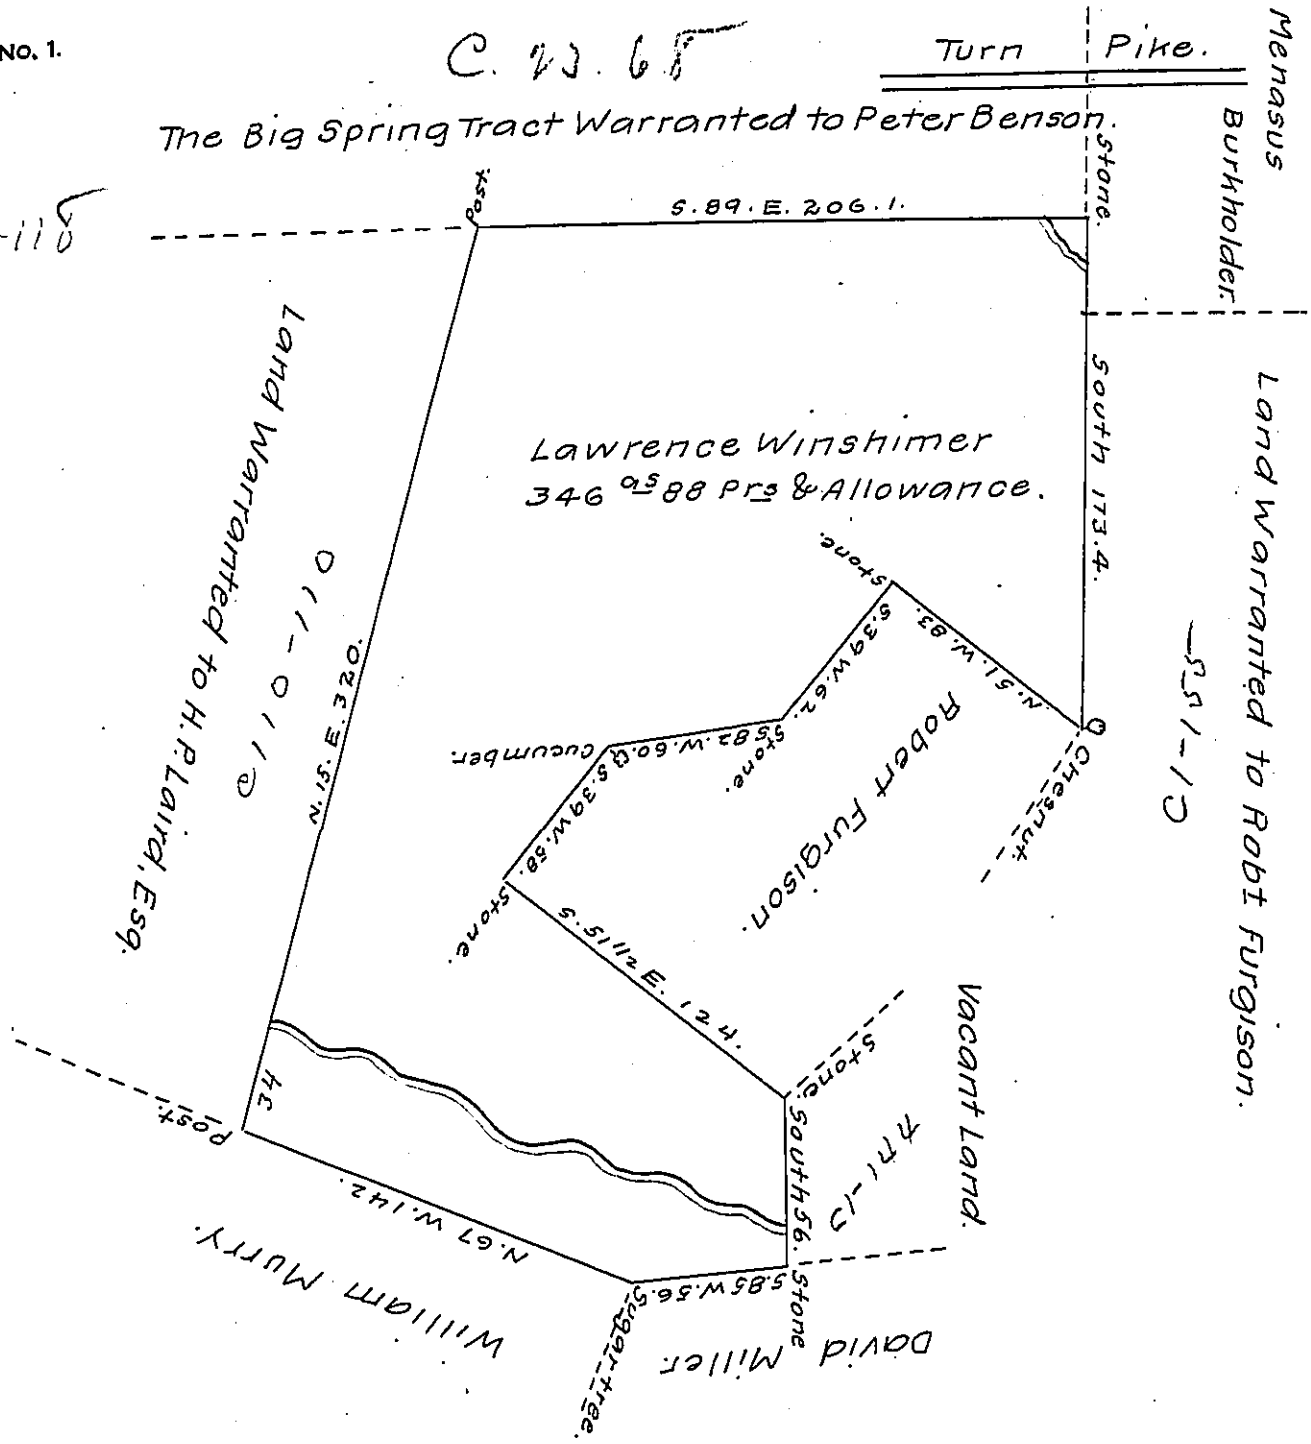 No. 1.
C. 23. 65
Turn Pike.
Menasus
Burkholder.
The Big Spring Tract Warranted to Peter Benson.
Post
Stone.
S. 89. E. 206. 1.
South 173.4.
Lawrence Winshimer
346 as 88 Prs & Allowance.
Land Warranted to Robt Furgison.
Land Warranted to H.P. Laird, Esq.
N. 15. E. 320.
Stone.
N. 51. W. 83.
S. 39 W. 62.
Chesnut.
Stone.
S 82. W. 60.
Cucumber.
S. 39 W. 58.
Stone.
Robert Furgison.
S. 51 1/2 E. 124.
Stone.
Vacant Land.
South 56.
Stone
S. 85 W. 56.
Sugartree.
N. 67 W. 142.
34
Post.
William Murry.
David Miller.